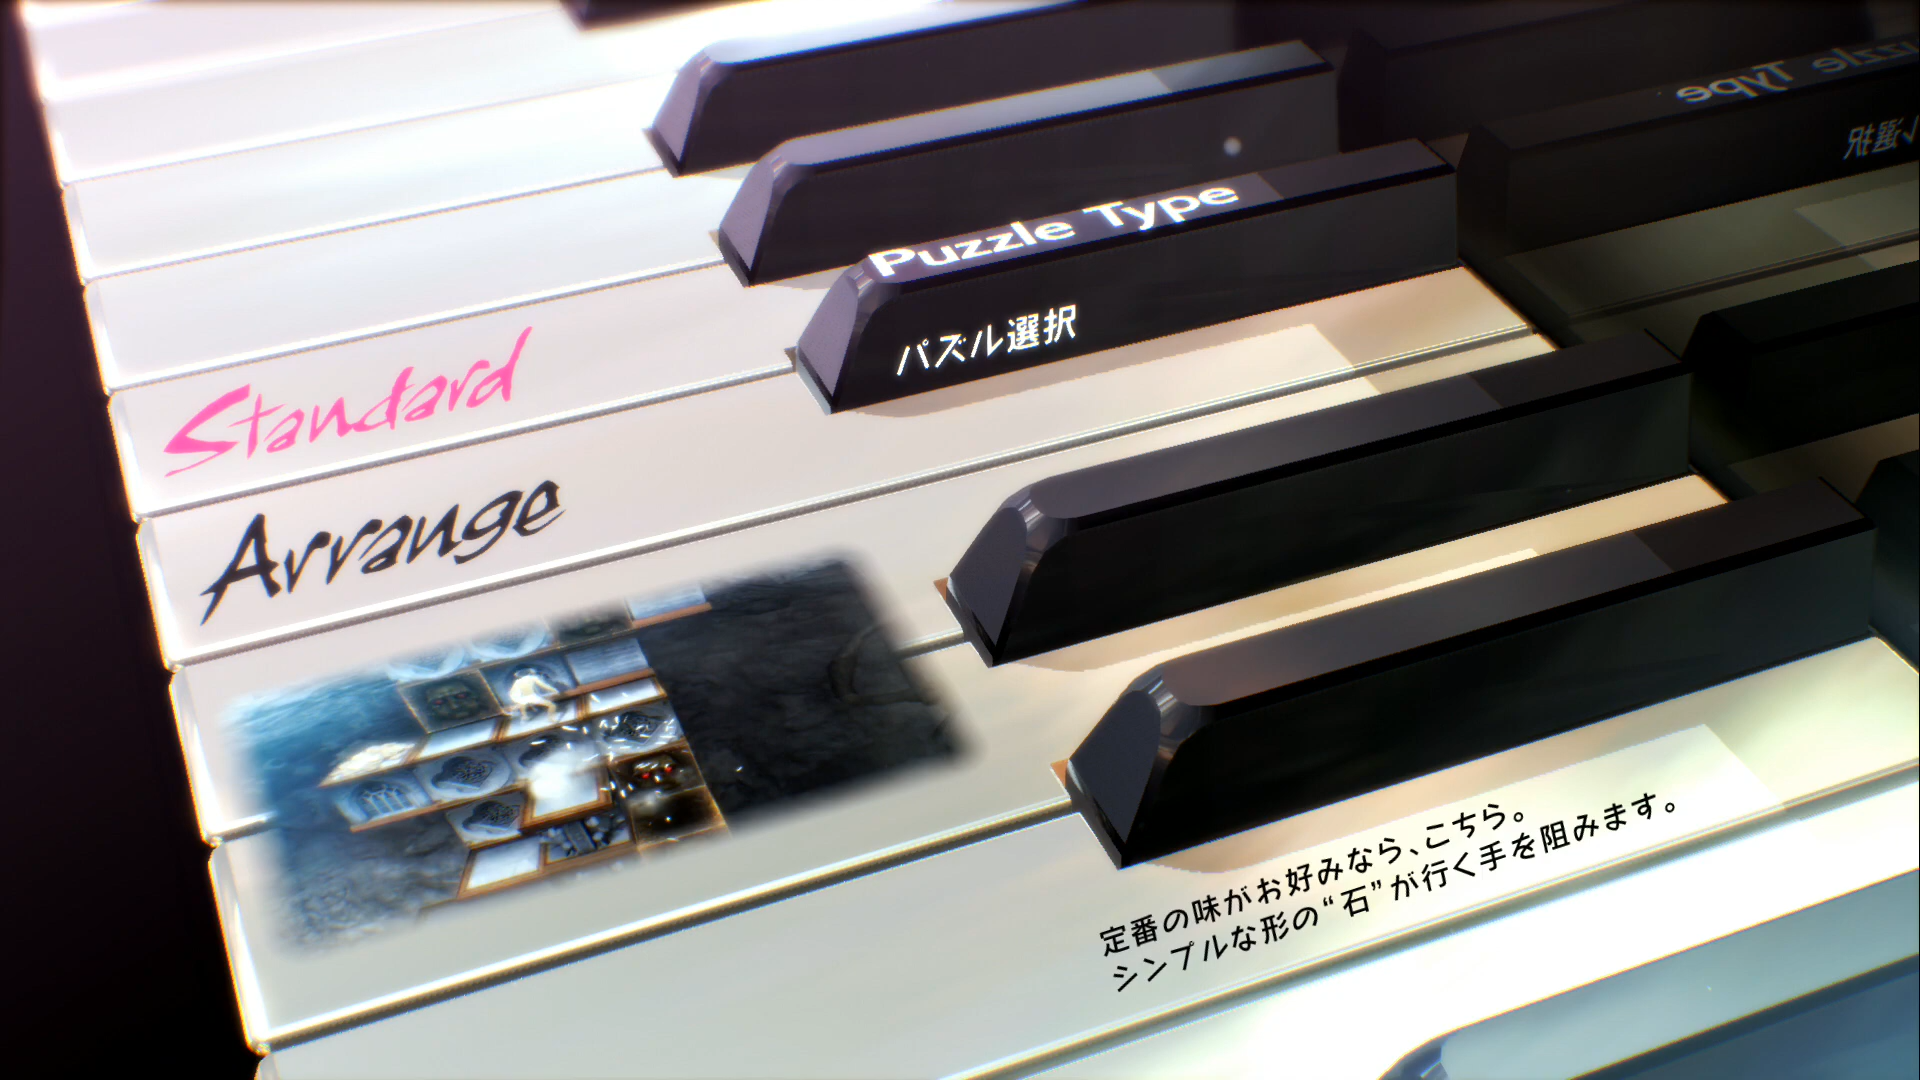 Puzzle Type
パズル選択
Standard
Arrange
定番の味がお好みなら、こちら。
シンプルな形の“石”が行く手を阻みます。